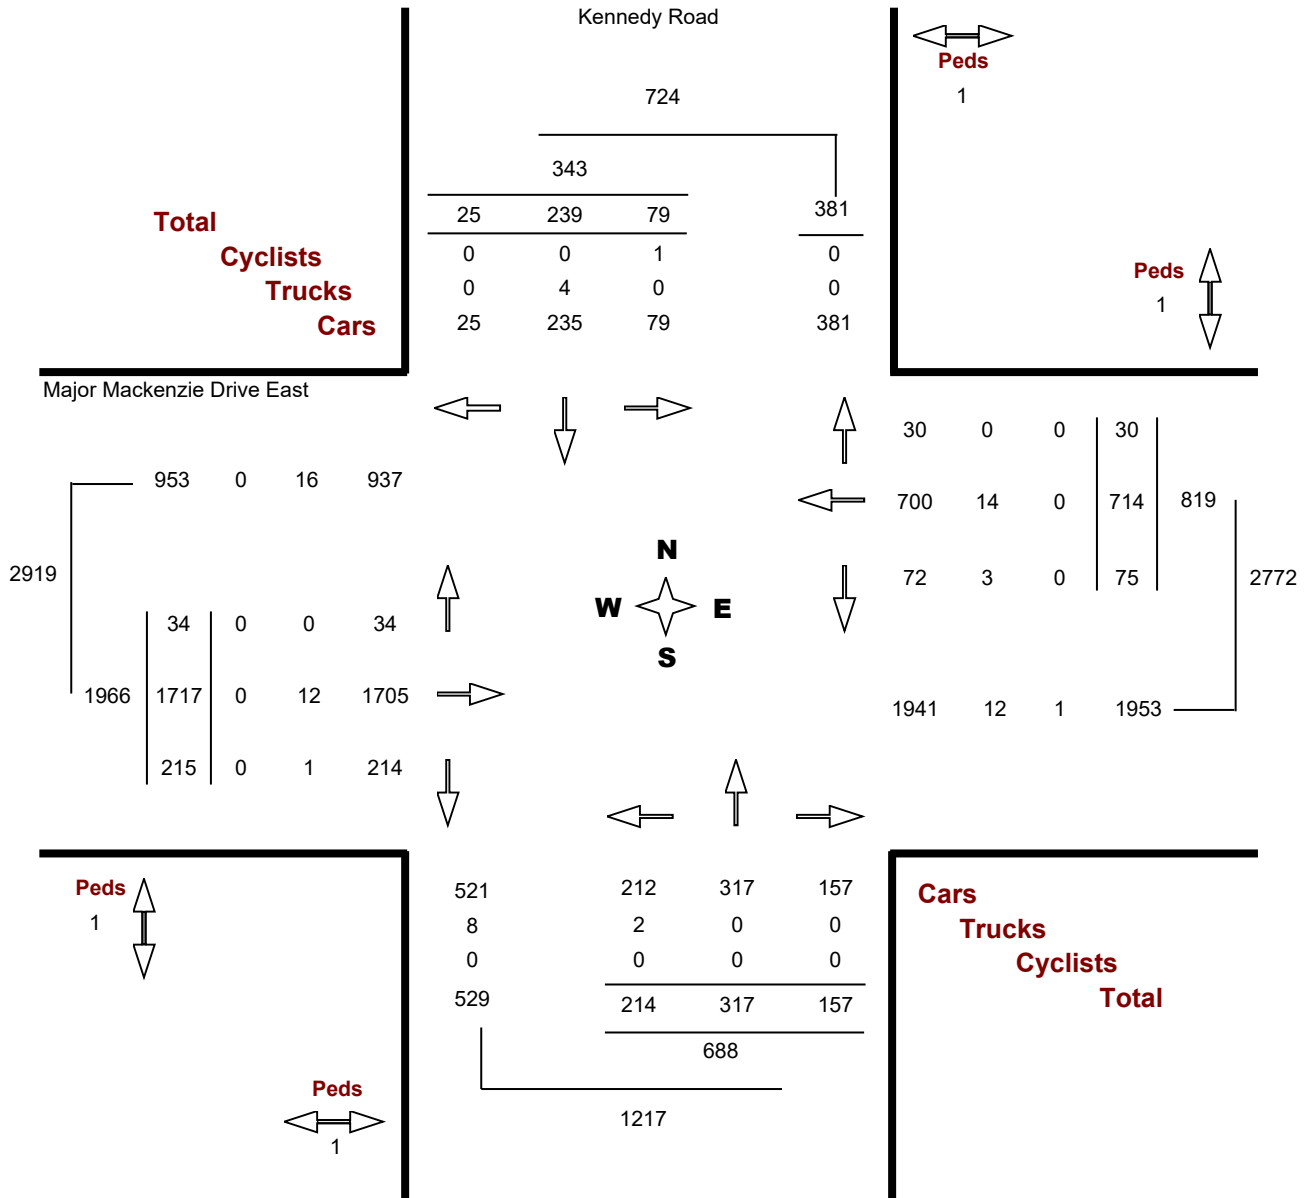 Kennedy Road
Peds
1
724
343
25 239 79 381
Total
Cyclists
Trucks
Cars
0 0 1 0
0 4 0 0
25 235 79 381
Peds
1
Major Mackenzie Drive East
30 0 0 30
953 0 16 937
700 14 0 714 819
N
2919
72 3 0 75 2772
W E
34 0 0 34
S
1966 1717 0 12 1705
1941 12 1 1953
215 0 1 214
Peds
1
521 212 317 157
8 2 0 0
0 0 0 0
529 214 317 157
Cars
Trucks
Cyclists
Total
688
Peds
1
1217